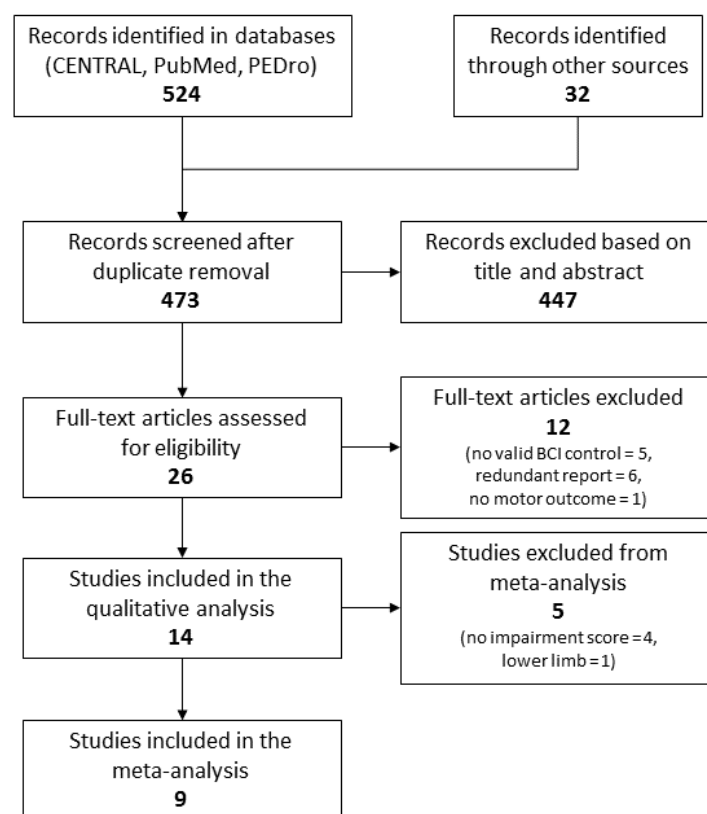 Records identified in databases
(CENTRAL, PubMed, PEDro)
524
Records identified
through other sources
32
Records screened after
duplicate removal
473
Records excluded based on
title and abstract
447
Full-text articles assessed
for eligibility
26
Full-text articles excluded
12
(no valid BCI control = 5,
redundant report = 6,
no motor outcome = 1)
Studies included in the
qualitative analysis
14
Studies excluded from
meta-analysis
5
(no impairment score = 4,
lower limb = 1)
Studies included in the
meta-analysis
9